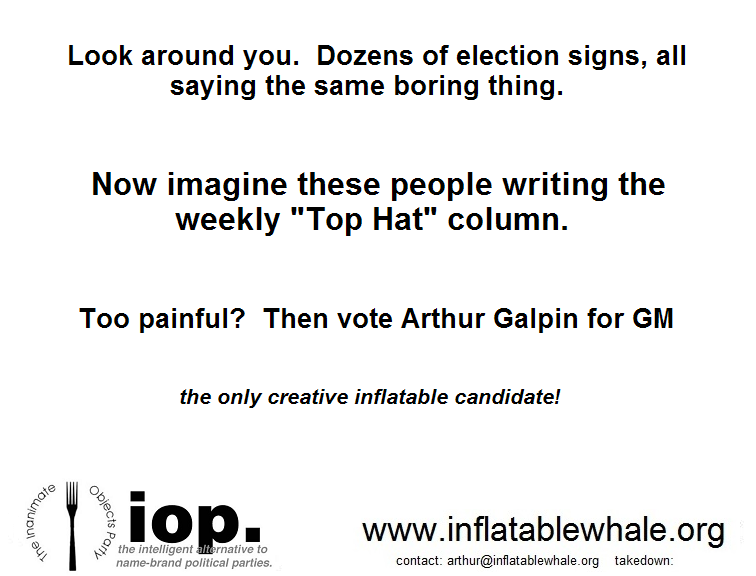 Look around you.  Dozens of election signs, all
saying the same boring thing.
Now imagine these people writing the
weekly "Top Hat" column.
Too painful?  Then vote Arthur Galpin for GM
the only creative inflatable candidate!
The Inanimate Objects Party
iop.
the intelligent alternative to
name-brand political parties.
www.inflatablewhale.org
contact: arthur@inflatablewhale.org    takedown: